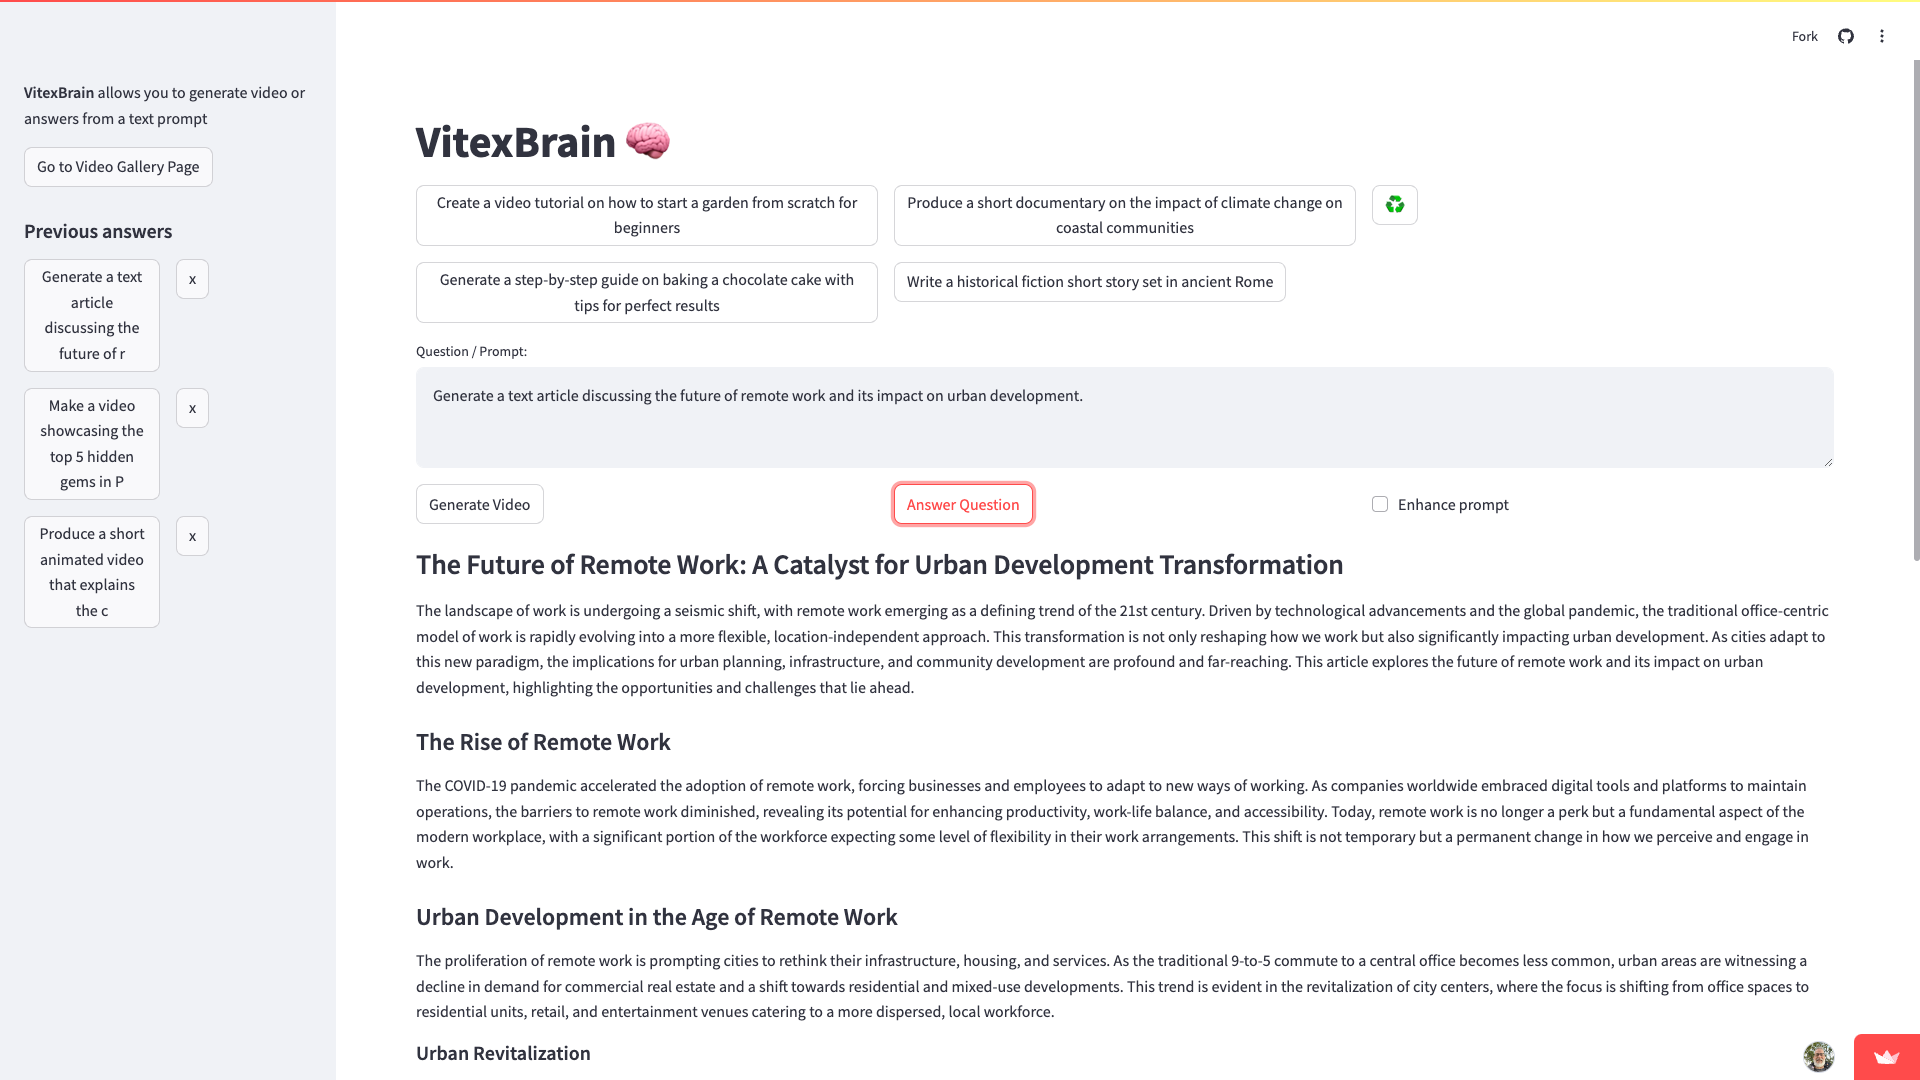 Fork
VitexBrain allows you to generate video or
answers from a text prompt
Go to Video Gallery Page
Previous answers
Generate a text
article
discussing the
future of r
x
Make a video
showcasing the
top 5 hidden
gems in P
x
Produce a short
animated video
that explains
the c
x
VitexBrain
Create a video tutorial on how to start a garden from scratch for
beginners
Produce a short documentary on the impact of climate change on
coastal communities
Generate a step-by-step guide on baking a chocolate cake with
tips for perfect results
Write a historical fiction short story set in ancient Rome
Question / Prompt:
Generate a text article discussing the future of remote work and its impact on urban development.
Generate Video
Answer Question
Enhance prompt
The Future of Remote Work: A Catalyst for Urban Development Transformation
The landscape of work is undergoing a seismic shift, with remote work emerging as a defining trend of the 21st century. Driven by technological advancements and the global pandemic, the traditional office-centric
model of work is rapidly evolving into a more flexible, location-independent approach. This transformation is not only reshaping how we work but also significantly impacting urban development. As cities adapt to
this new paradigm, the implications for urban planning, infrastructure, and community development are profound and far-reaching. This article explores the future of remote work and its impact on urban
development, highlighting the opportunities and challenges that lie ahead.
The Rise of Remote Work
The COVID-19 pandemic accelerated the adoption of remote work, forcing businesses and employees to adapt to new ways of working. As companies worldwide embraced digital tools and platforms to maintain
operations, the barriers to remote work diminished, revealing its potential for enhancing productivity, work-life balance, and accessibility. Today, remote work is no longer a perk but a fundamental aspect of the
modern workplace, with a significant portion of the workforce expecting some level of flexibility in their work arrangements. This shift is not temporary but a permanent change in how we perceive and engage in
work.
Urban Development in the Age of Remote Work
The proliferation of remote work is prompting cities to rethink their infrastructure, housing, and services. As the traditional 9-to-5 commute to a central office becomes less common, urban areas are witnessing a
decline in demand for commercial real estate and a shift towards residential and mixed-use developments. This trend is evident in the revitalization of city centers, where the focus is shifting from office spaces to
residential units, retail, and entertainment venues catering to a more dispersed, local workforce.
Urban Revitalization